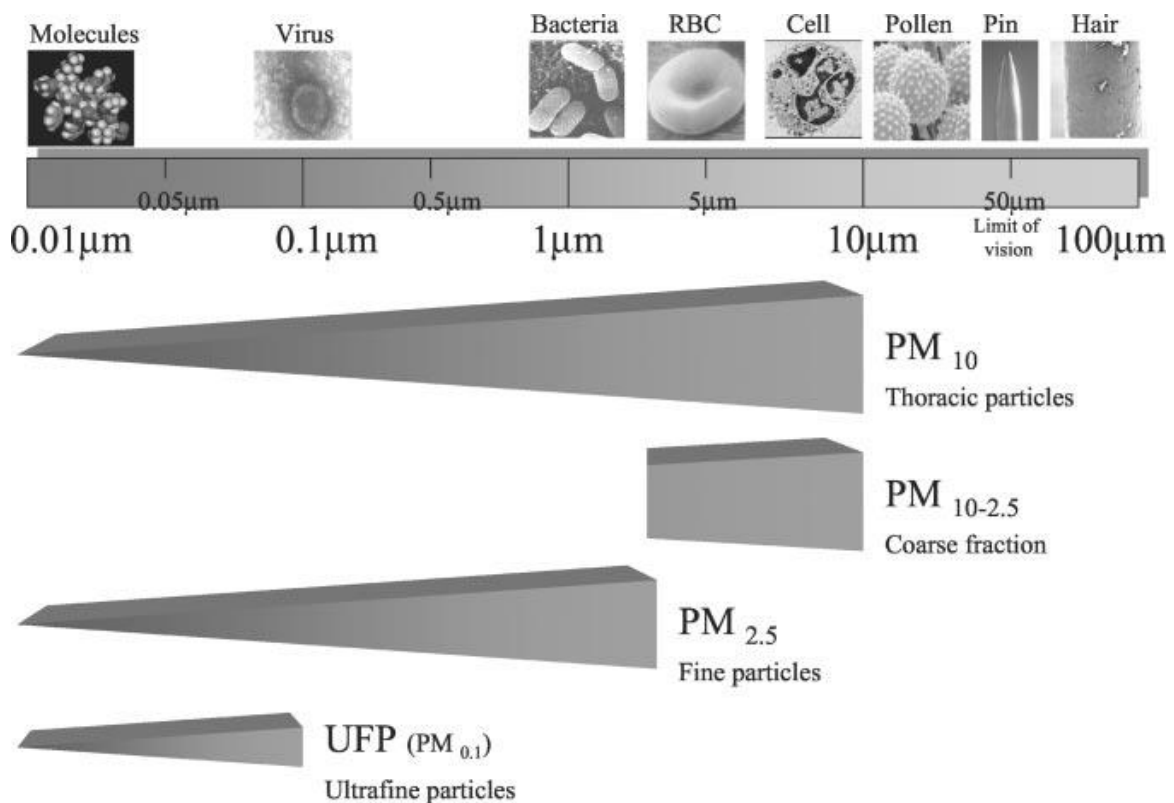 Molecules Virus Bacteria RBC Cell Pollen Pin Hair
0.05μm 0.5μm 5μm 50μm
0.01μm 0.1μm 1μm 10μm Limit of vision 100μm
PM 10
Thoracic particles
PM 10-2.5
Coarse fraction
PM 2.5
Fine particles
UFP (PM 0.1)
Ultrafine particles